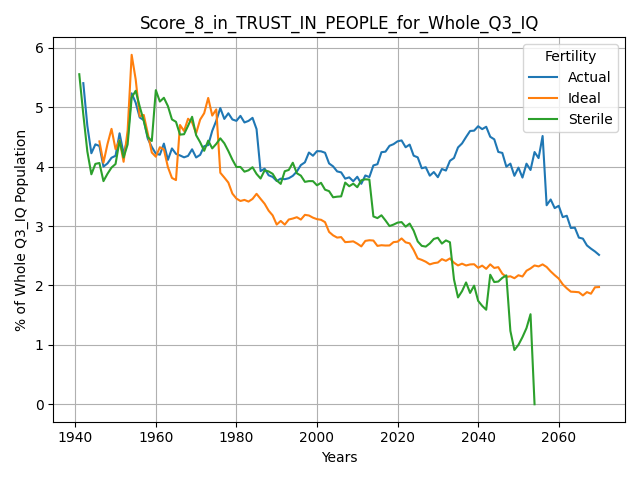 Score_8_in_TRUST_IN_PEOPLE_for_Whole_Q3_IQ
Fertility
Actual
Ideal
Sterile
% of Whole Q3_IQ Population
6
5
4
3
2
1
0
1940 1960 1980 2000 2020 2040 2060
Years